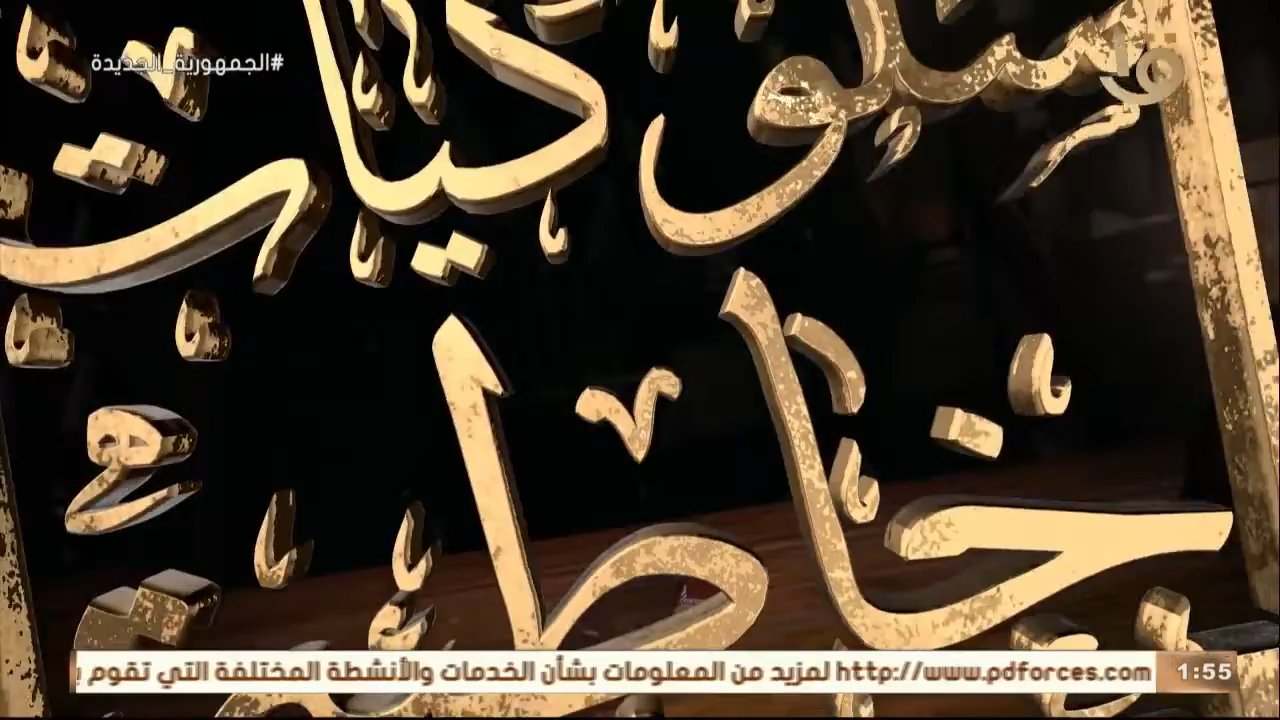 #الجمهورية_الجديدة
سلوكيات
خاطئة
http://www.pdforces.com لمزيد من المعلومات بشأن الخدمات والأنشطة المختلفة التي تقوم ب
1:55